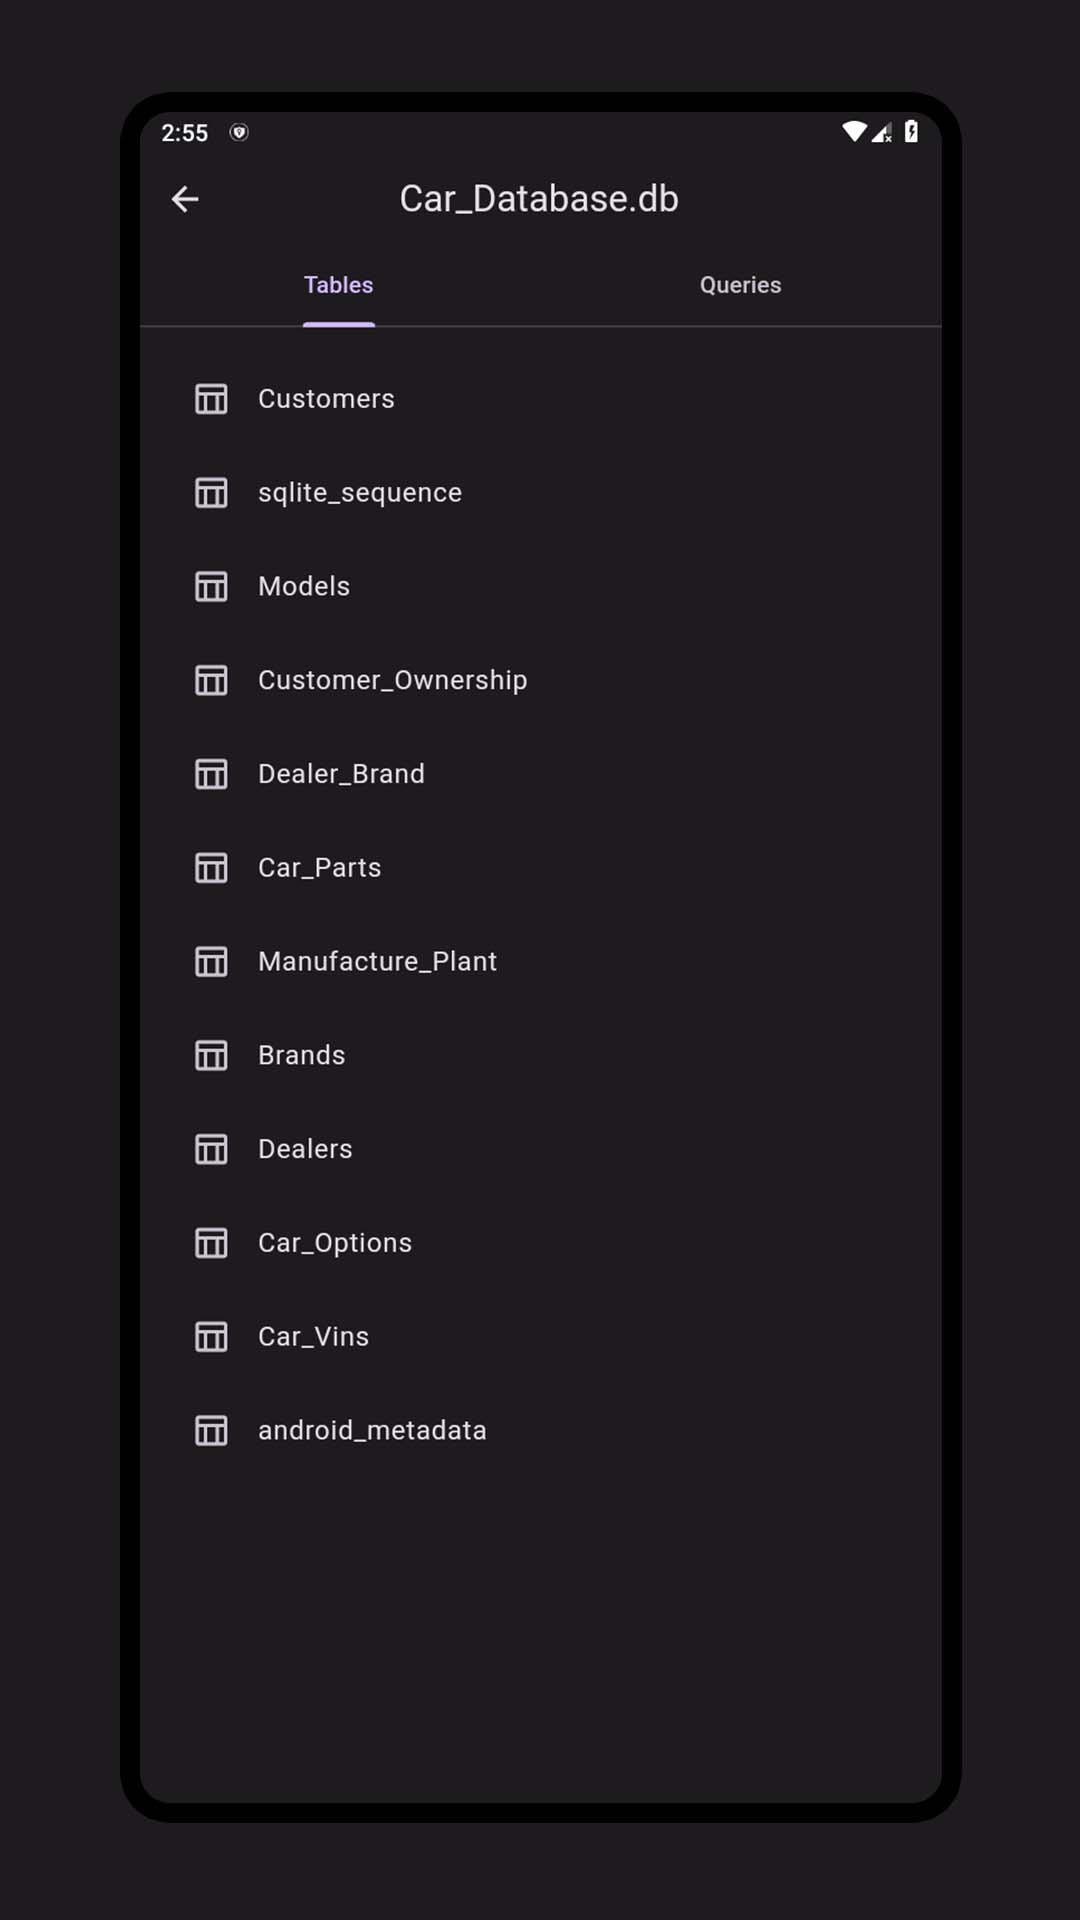 2:55
Car_Database.db
Tables
Queries
Customers
sqlite_sequence
Models
Customer_Ownership
Dealer_Brand
Car_Parts
Manufacture_Plant
Brands
Dealers
Car_Options
Car_Vins
android_metadata